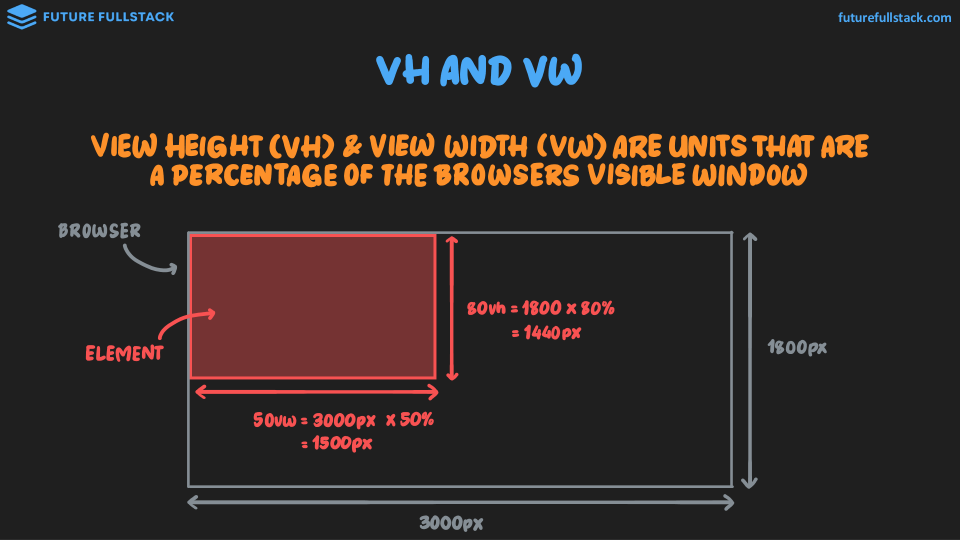 FUTURE FULLSTACK
futurefullstack.com
VH AND VW
VIEW HEIGHT (VH) & VIEW WIDTH (VW) ARE UNITS THAT ARE
A PERCENTAGE OF THE BROWSERS VISIBLE WINDOW
BROWSER
ELEMENT
80vh = 1800 x 80%
= 1440px
1800px
50vw = 3000px x 50%
= 1500px
3000px